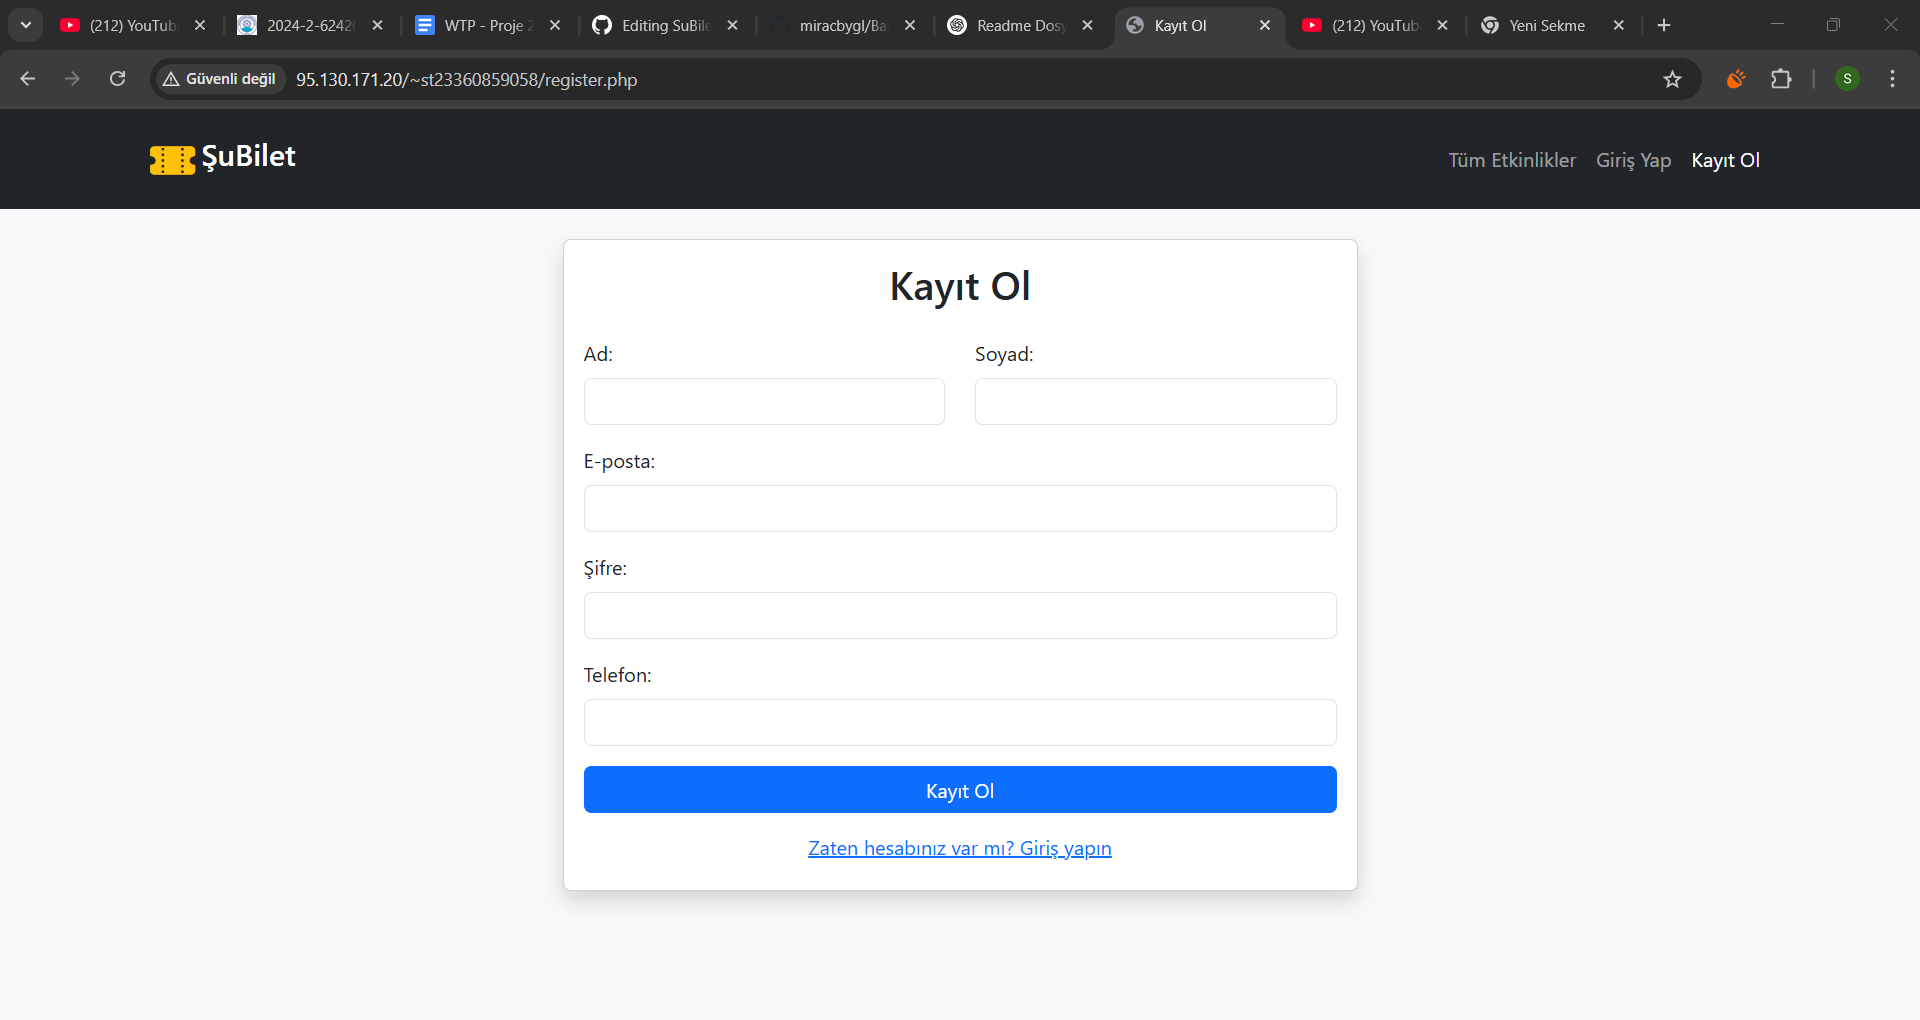 (212) YouTub
2024-2-6242
WTP - Proje 2
Editing SuBile
miracbygl/Ba
Readme Dosy
Kayıt Ol
(212) YouTub
Yeni Sekme
Güvenli değil
95.130.171.20/~st23360859058/register.php
S
ŞuBilet
Tüm Etkinlikler
Giriş Yap
Kayıt Ol
Kayıt Ol
Ad:
Soyad:
E-posta:
Şifre:
Telefon:
Kayıt Ol
Zaten hesabınız var mı? Giriş yapın